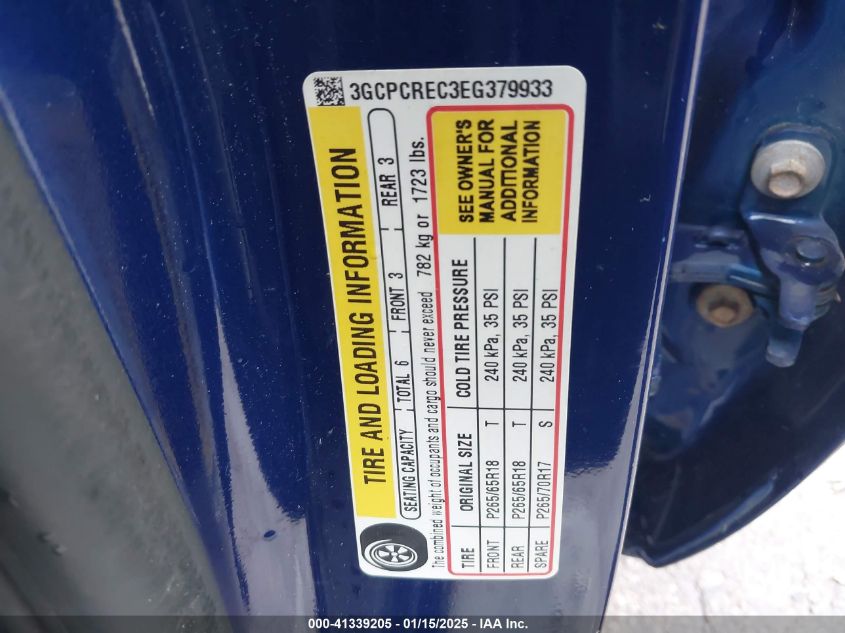 3GCPCREC3EG379933
TIRE AND LOADING INFORMATION
SEATING CAPACITY TOTAL 6 FRONT 3 REAR 3
The combined weight of occupants and cargo should never exceed 782 kg or 1723 lbs.
TIRE ORIGINAL SIZE COLD TIRE PRESSURE
FRONT P265/65R18 T 240 kPa, 35 PSI
REAR P265/65R18 T 240 kPa, 35 PSI
SPARE P265/70R17 S 240 kPa, 35 PSI
SEE OWNER'S
MANUAL FOR
ADDITIONAL
INFORMATION
000-41339205 - 01/15/2025 - IAA Inc.